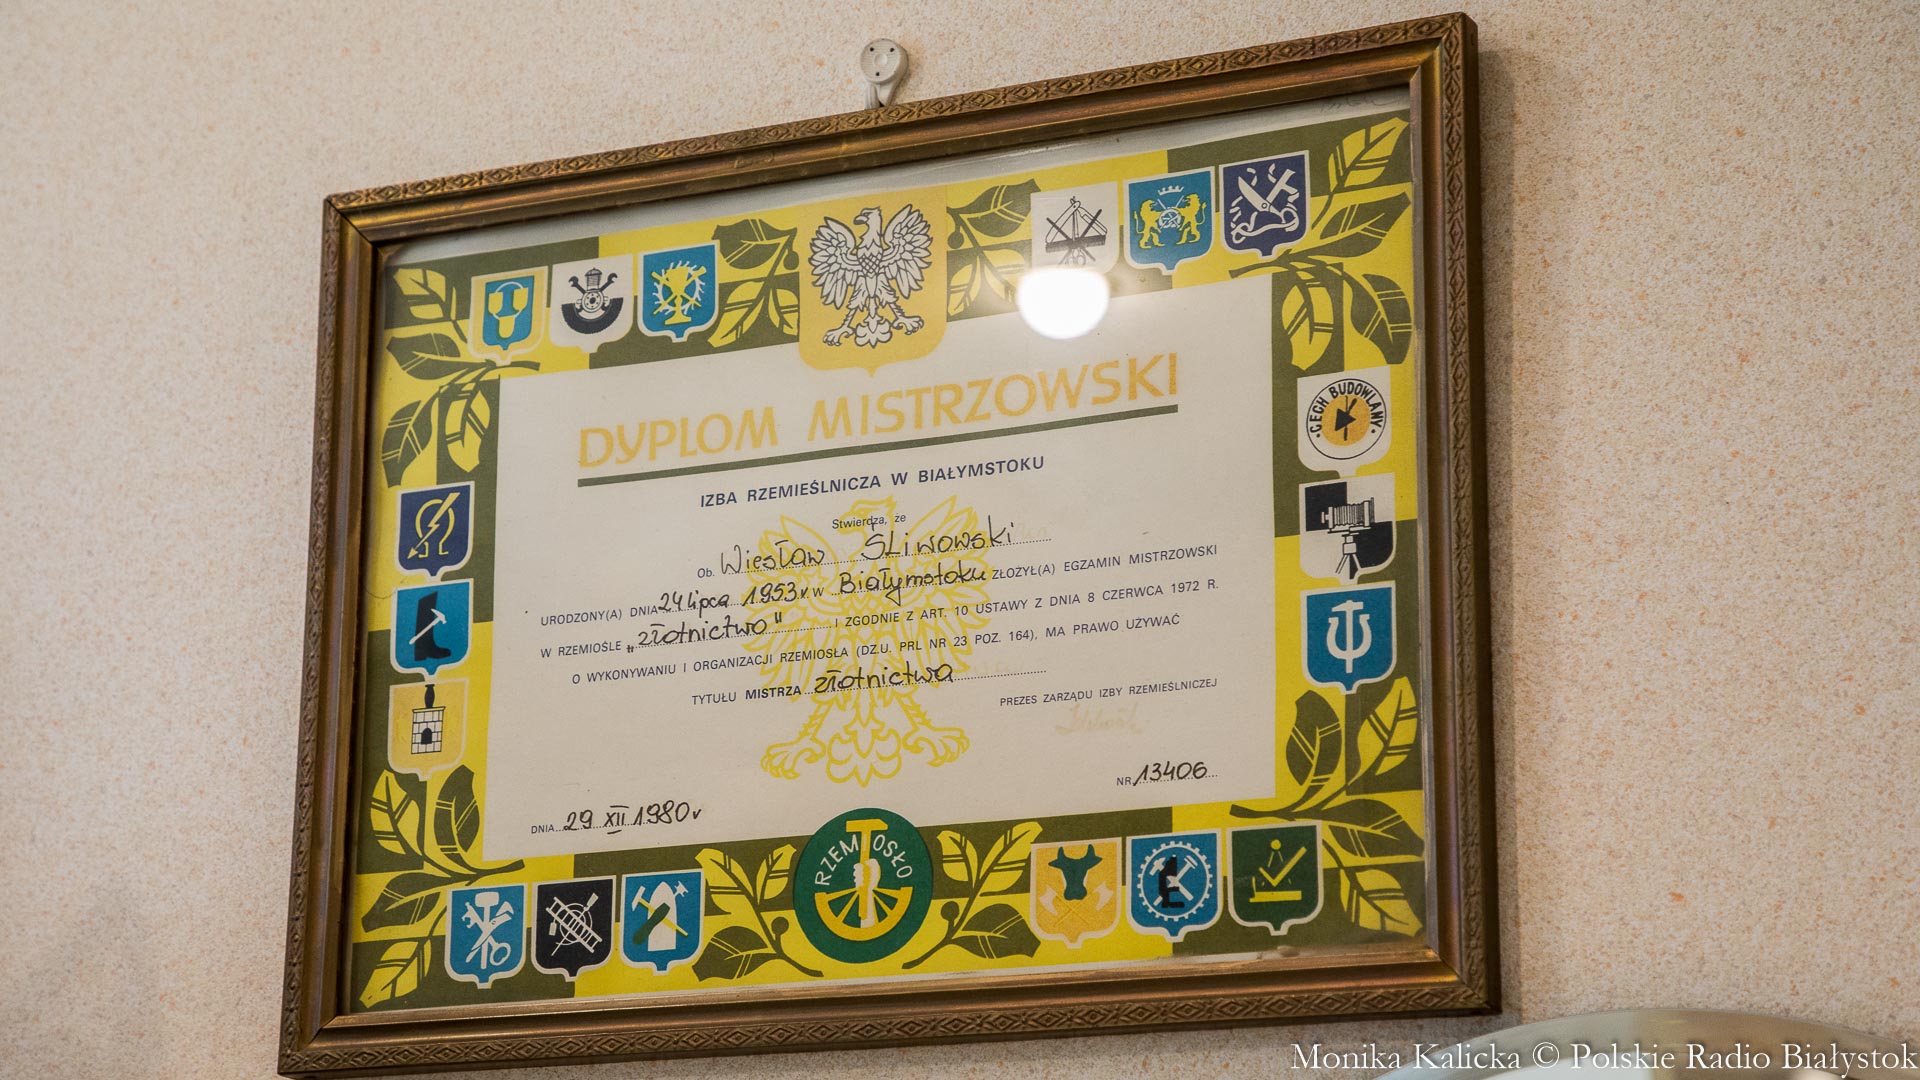 DYPLOM MISTRZOWSKI
IZBA RZEMIEŚLNICZA W BIAŁYMSTOKU
Stwierdza, że
Ob. Wiesław Śliwowski
URODZONY(A) DNIA 24 lipca 1953 r. W Białymstoku ZŁOŻYŁ(A) EGZAMIN MISTRZOWSKI
W RZEMIOŚLE „złotnictwo" I ZGODNIE Z ART. 10 USTAWY Z DNIA 8 CZERWCA 1972 R.
O WYKONYWANIU I ORGANIZACJI RZEMIOSŁA (DZ.U. PRL NR 23 POZ. 164), MA PRAWO UŻYWAĆ
TYTUŁU MISTRZA złotnictwa
PREZES ZARZĄDU IZBY RZEMIEŚLNICZEJ
NR 13406
DNIA 29 XII 1980 r
CECH BUDOWLANY
RZEMIOSŁO
Monika Kalicka © Polskie Radio Białystok